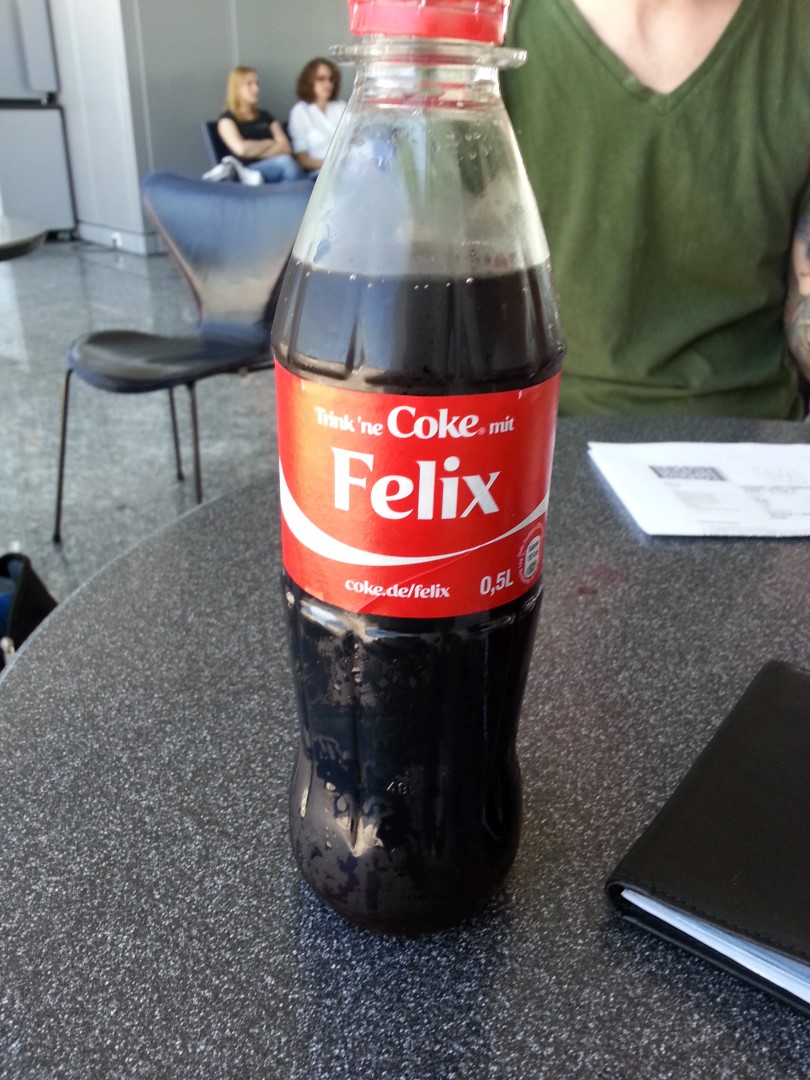 Trink 'ne Coke® mit
Felix
coke.de/felix 0,5L